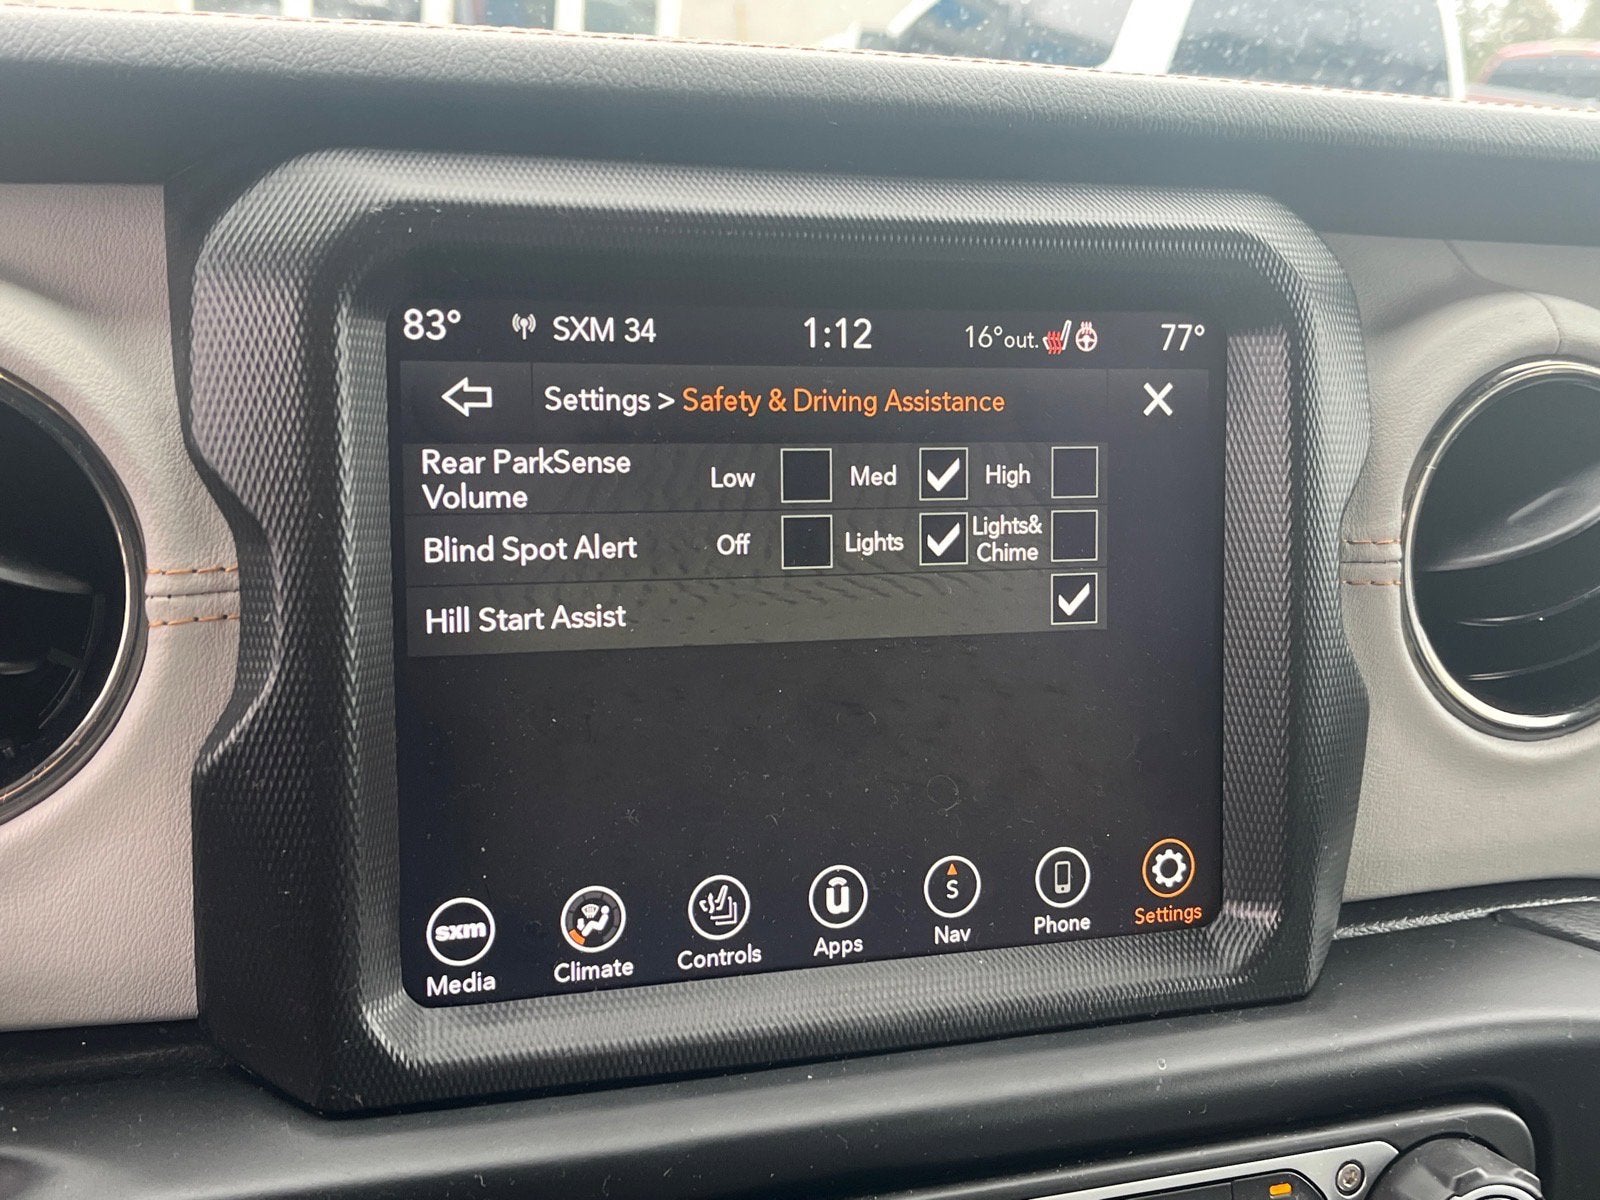 83° SXM 34 1:12 16°out. 77°
Settings > Safety & Driving Assistance
Rear ParkSense
Volume
Low Med High
Blind Spot Alert Off Lights Lights&
Chime
Hill Start Assist
sxm
Media
Climate
Controls
ū
Apps
S
Nav
Phone
Settings